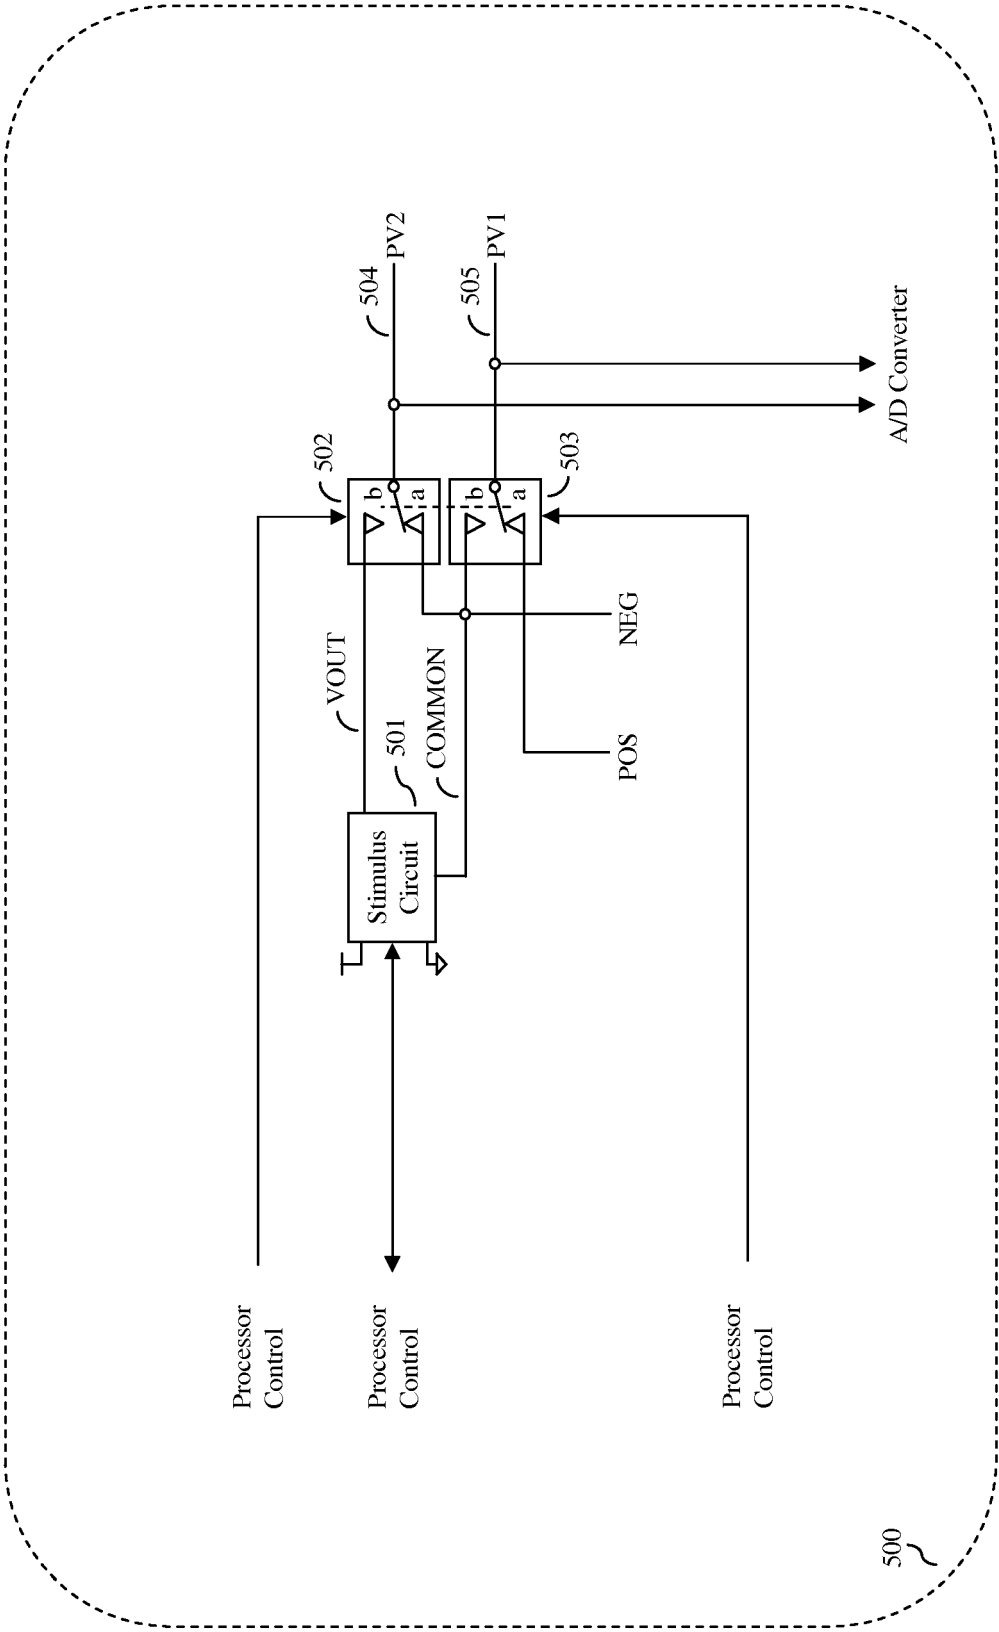 Processor
Control
Processor
Control
Processor
Control
Stimulus
Circuit
501
VOUT
COMMON
NEG
POS
502
b
a
b
a
503
504
PV2
505
PV1
A/D Converter
500